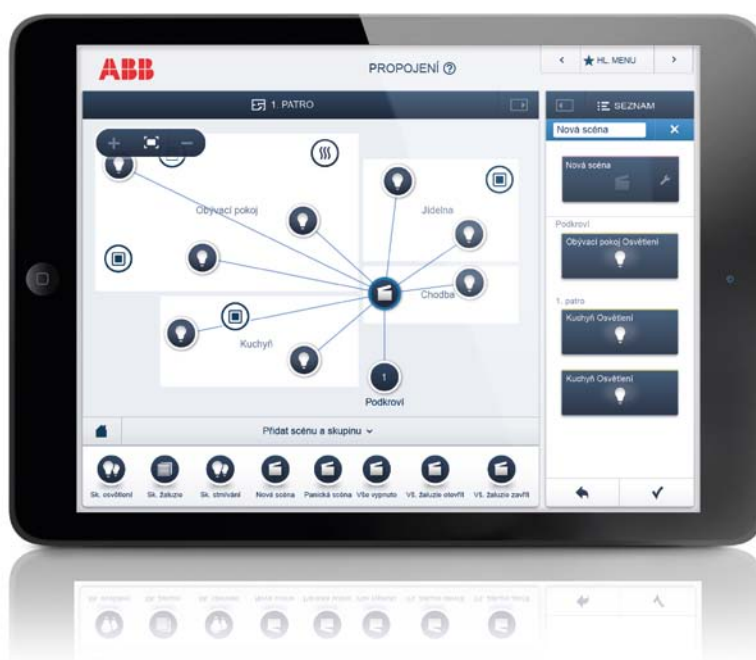 ABB
PROPOJENÍ ?
HL. MENU
1. PATRO
SEZNAM
Nová scéna
Nová scéna
Obývací pokoj
Jídelna
Podkroví
Obývací pokoj Osvětlení
Chodba
1. patro
Kuchyň Osvětlení
Kuchyň
1
Podkroví
Kuchyň Osvětlení
Přidat scénu a skupinu
Sk. osvětlení
Sk. žaluzie
Sk. stmívání
Nová scéna
Panická scéna
Vše vypnuto
Vš. žaluzie otevřít
Vš. žaluzie zavřít